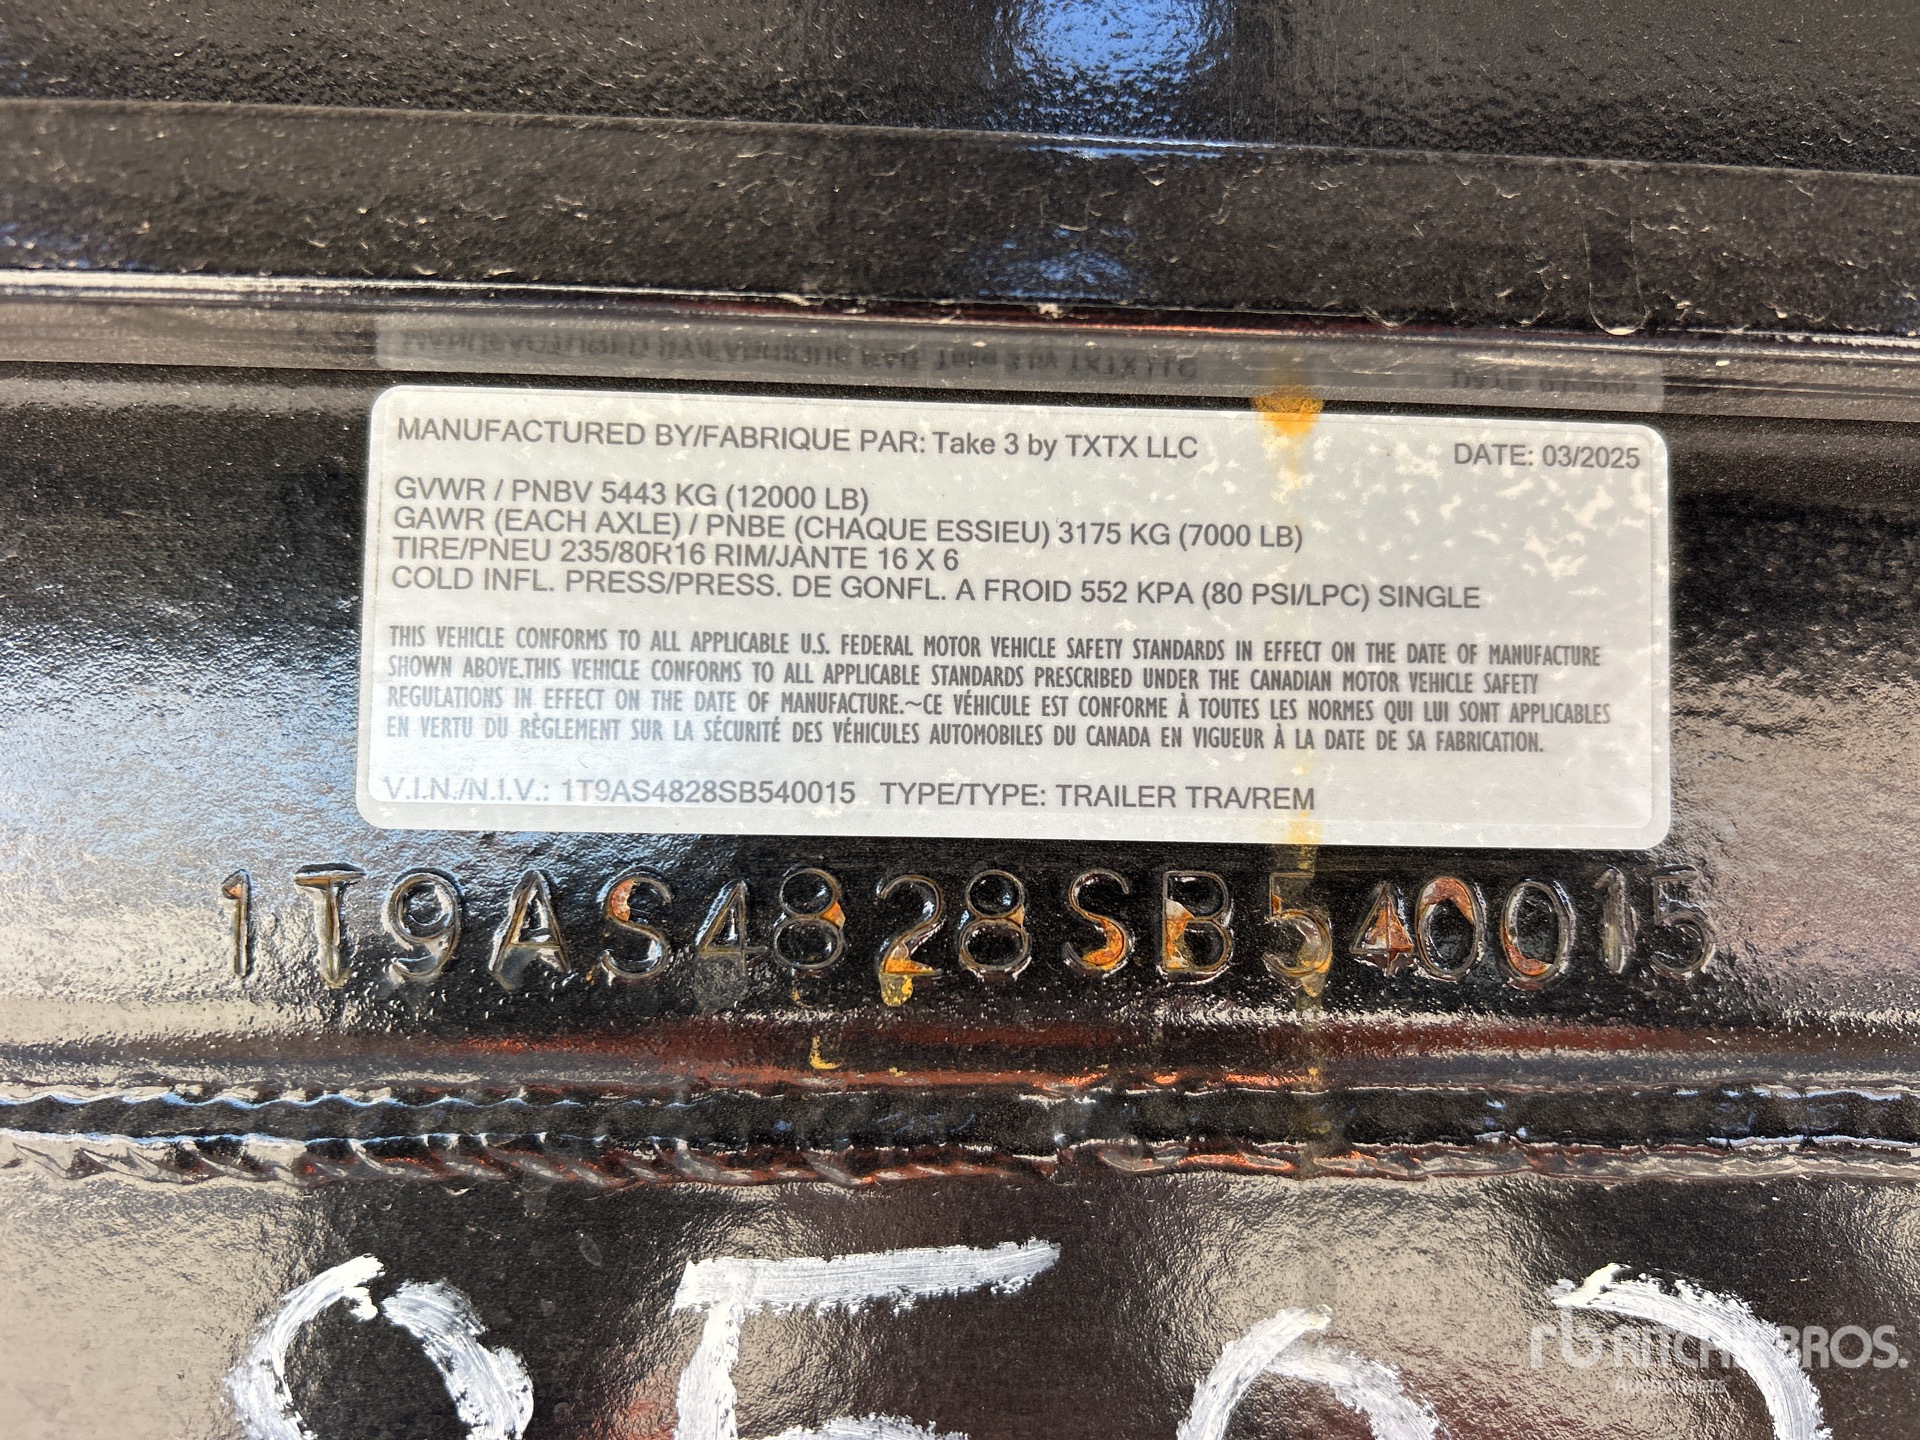 MANUFACTURED BY/FABRIQUE PAR: Take 3 by TXTX LLC DATE: 03/2025
GVWR / PNBV 5443 KG (12000 LB)
GAWR (EACH AXLE) / PNBE (CHAQUE ESSIEU) 3175 KG (7000 LB)
TIRE/PNEU 235/80R16 RIM/JANTE 16 X 6
COLD INFL. PRESS/PRESS. DE GONFL. A FROID 552 KPA (80 PSI/LPC) SINGLE
THIS VEHICLE CONFORMS TO ALL APPLICABLE U.S. FEDERAL MOTOR VEHICLE SAFETY STANDARDS IN EFFECT ON THE DATE OF MANUFACTURE
SHOWN ABOVE.THIS VEHICLE CONFORMS TO ALL APPLICABLE STANDARDS PRESCRIBED UNDER THE CANADIAN MOTOR VEHICLE SAFETY
REGULATIONS IN EFFECT ON THE DATE OF MANUFACTURE.~CE VÉHICULE EST CONFORME À TOUTES LES NORMES QUI LUI SONT APPLICABLES
EN VERTU DU RÈGLEMENT SUR LA SÉCURITÉ DES VÉHICULES AUTOMOBILES DU CANADA EN VIGUEUR À LA DATE DE SA FABRICATION.
V.I.N./N.I.V.: 1T9AS4828SB540015 TYPE/TYPE: TRAILER TRA/REM
1T9AS4828SB540015
rb RITCHIE BROS.
Auctioneers